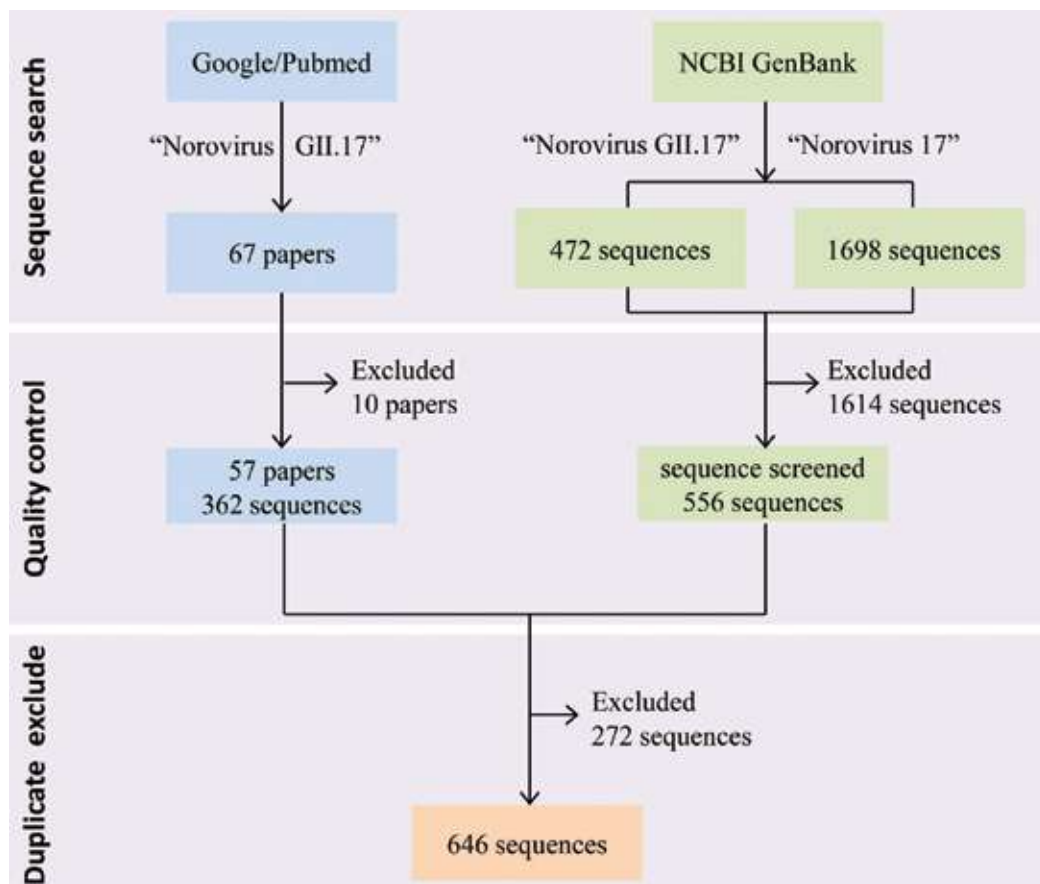 Sequence search
Google/Pubmed
NCBI GenBank
“Norovirus GII.17”
“Norovirus GII.17”
“Norovirus 17”
67 papers
472 sequences
1698 sequences
Quality control
Excluded
10 papers
Excluded
1614 sequences
57 papers
362 sequences
sequence screened
556 sequences
Duplicate exclude
Excluded
272 sequences
646 sequences